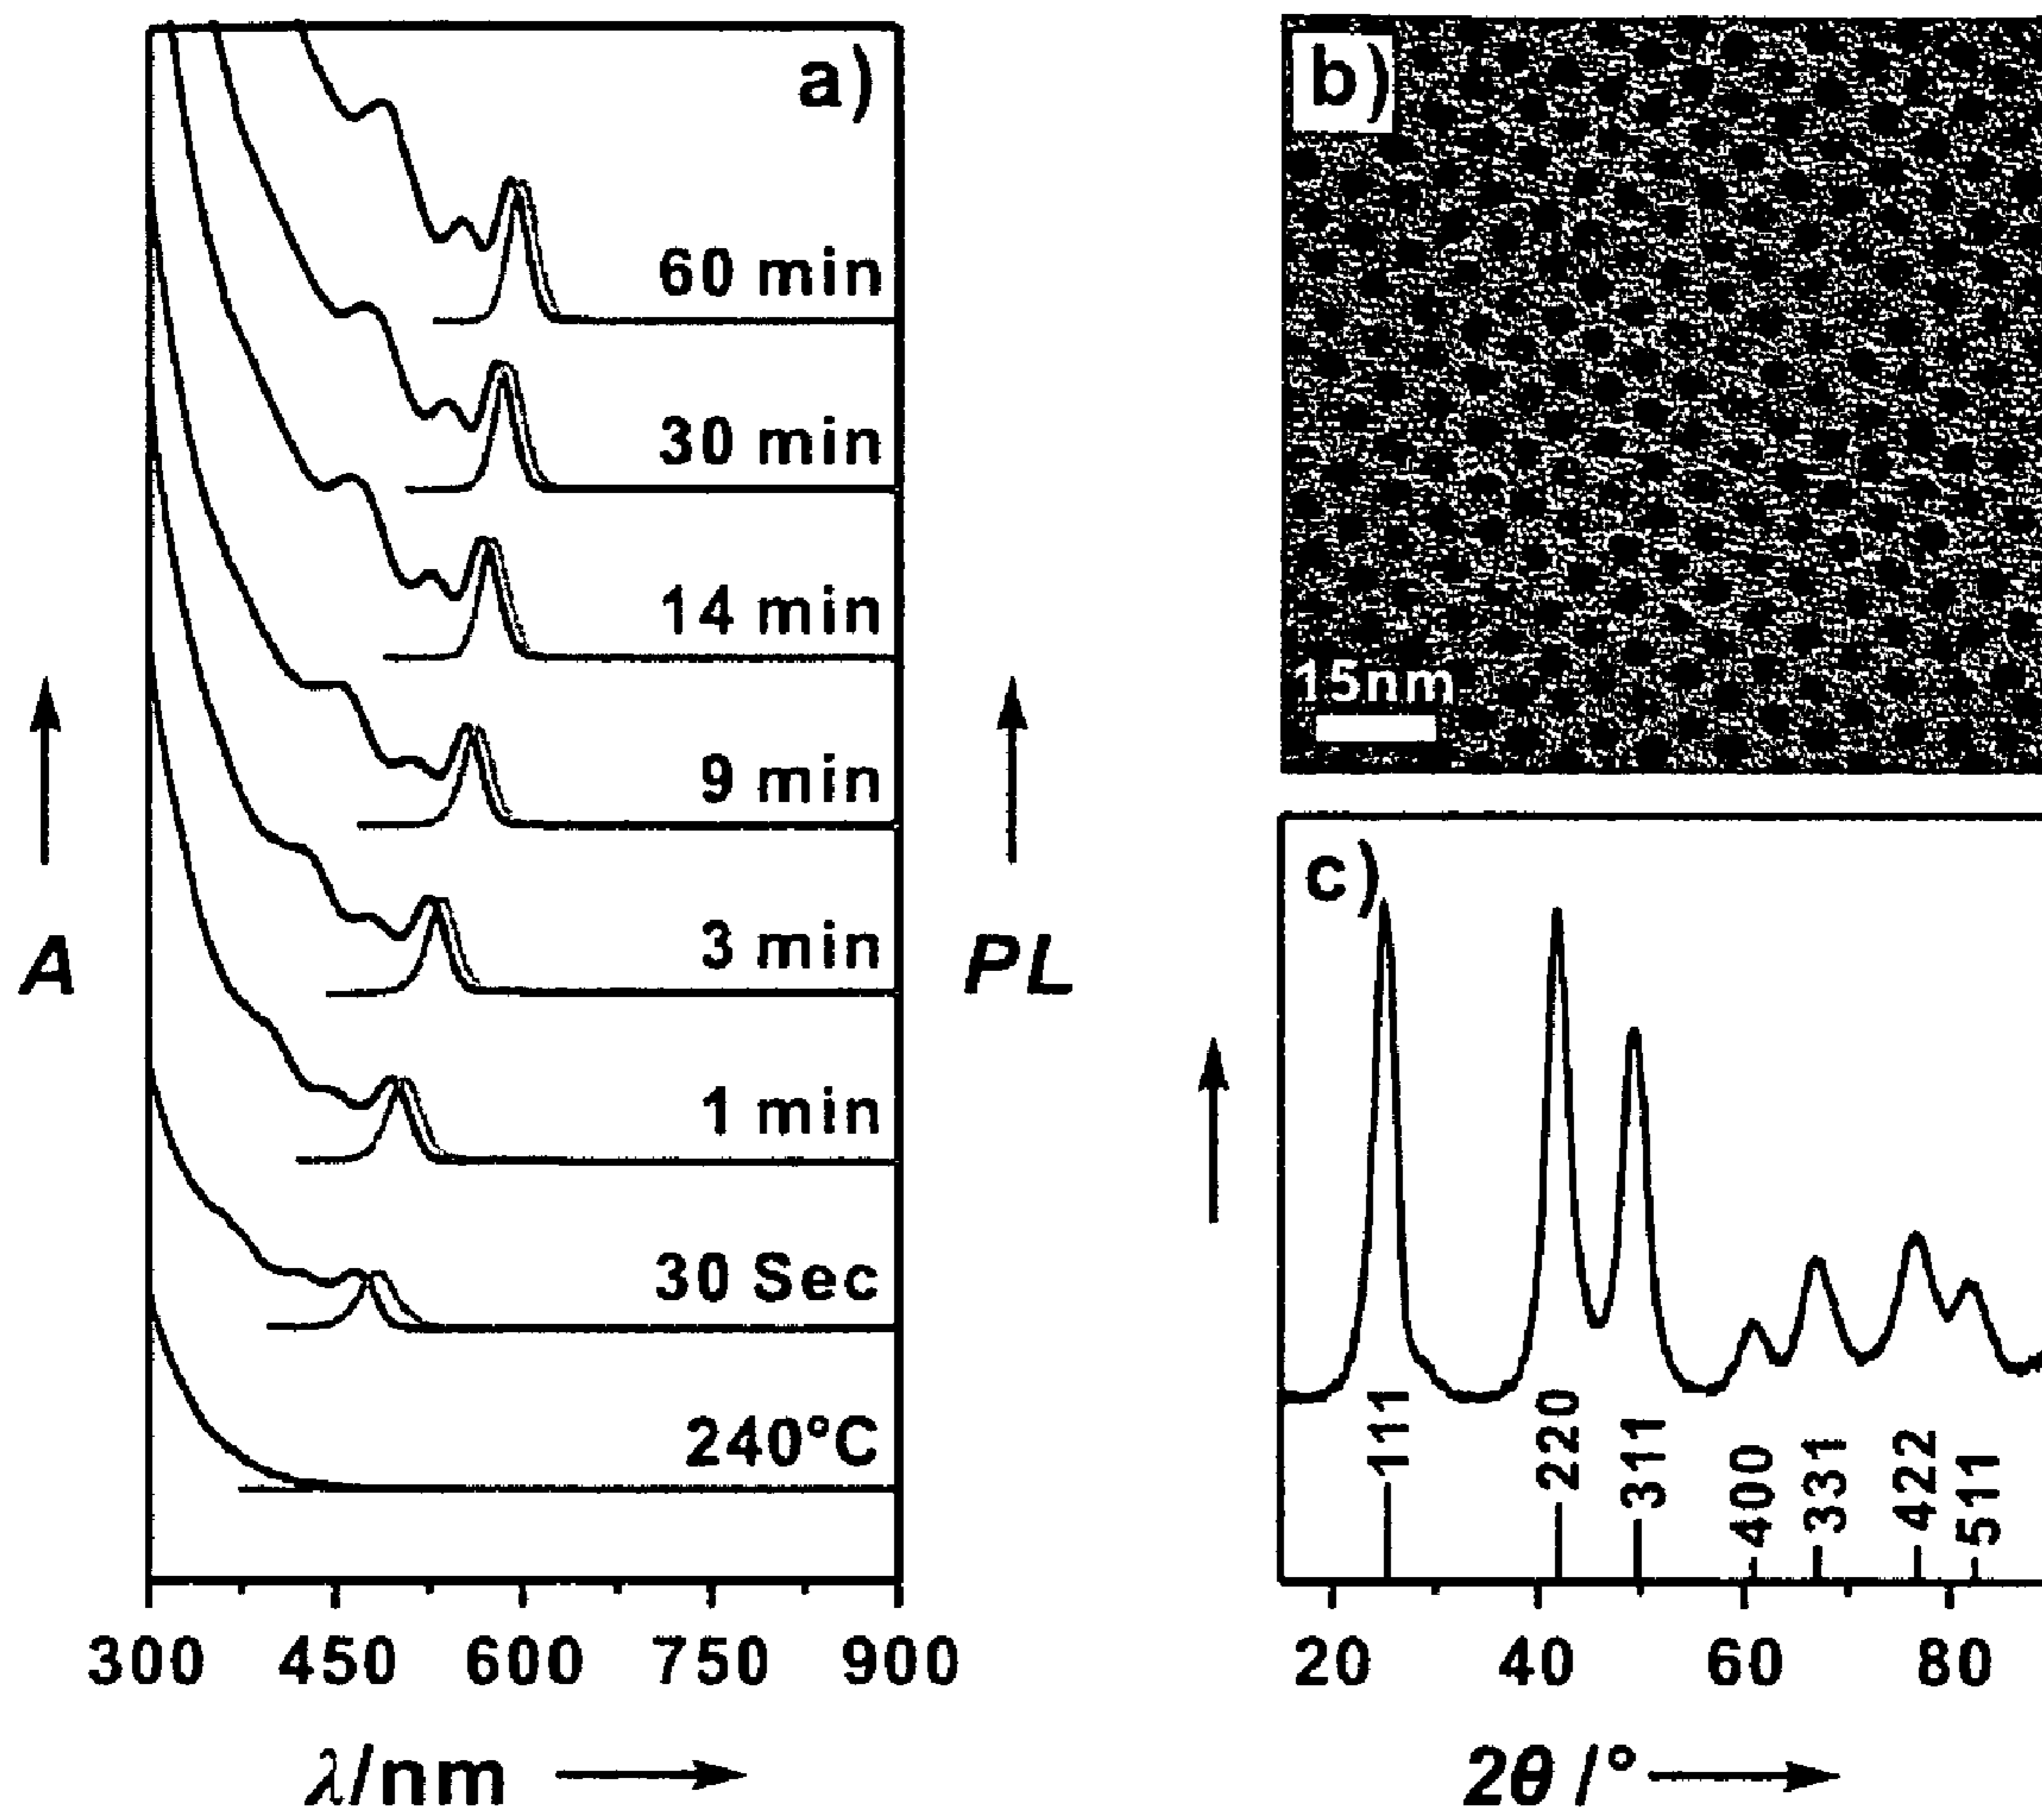 a)
60 min
30 min
14 min
9 min
3 min
1 min
30 Sec
240°C
A
PL
300 450 600 750 900
λ/nm
b)
15nm
c)
111
220
311
400
331
422
511
20 40 60 80
2θ /°